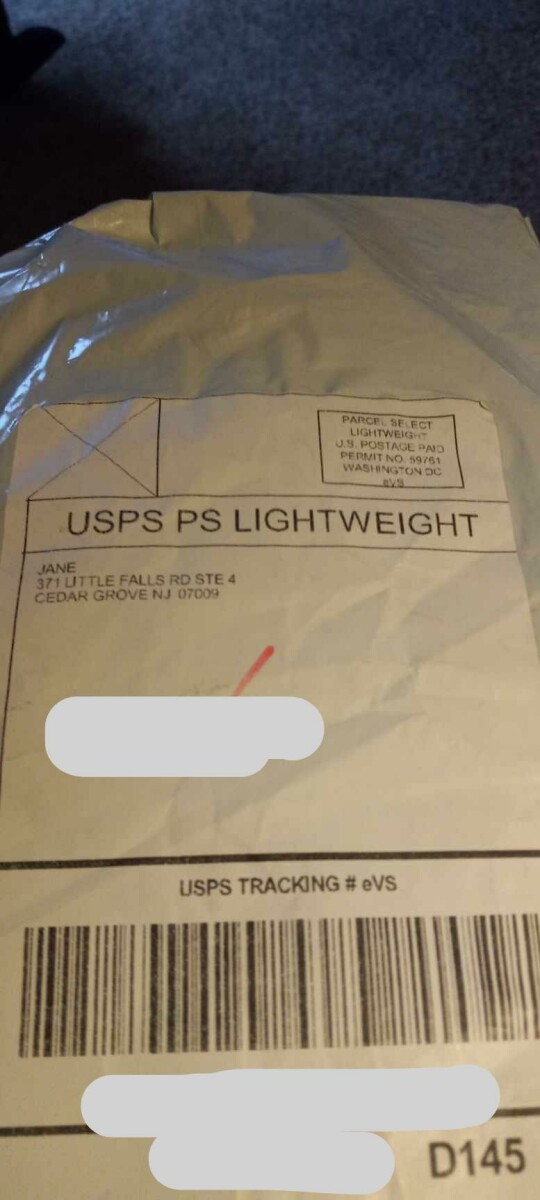 PARCEL SELECT
LIGHTWEIGHT
U.S. POSTAGE PAID
PERMIT NO. 59761
WASHINGTON DC
eVS
USPS PS LIGHTWEIGHT
JANE
371 LITTLE FALLS RD STE 4
CEDAR GROVE NJ 07009
USPS TRACKING # eVS
D145